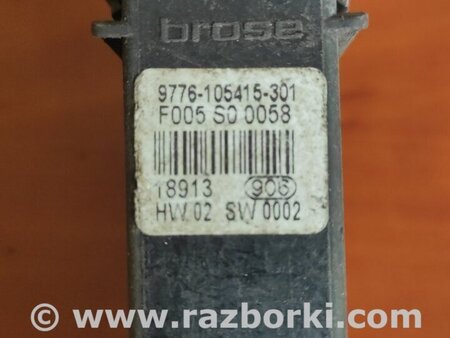 brose
9776-105415-301
F005 S0 0058
18913 906
HW 02 SW 0002
© www.razborki.com